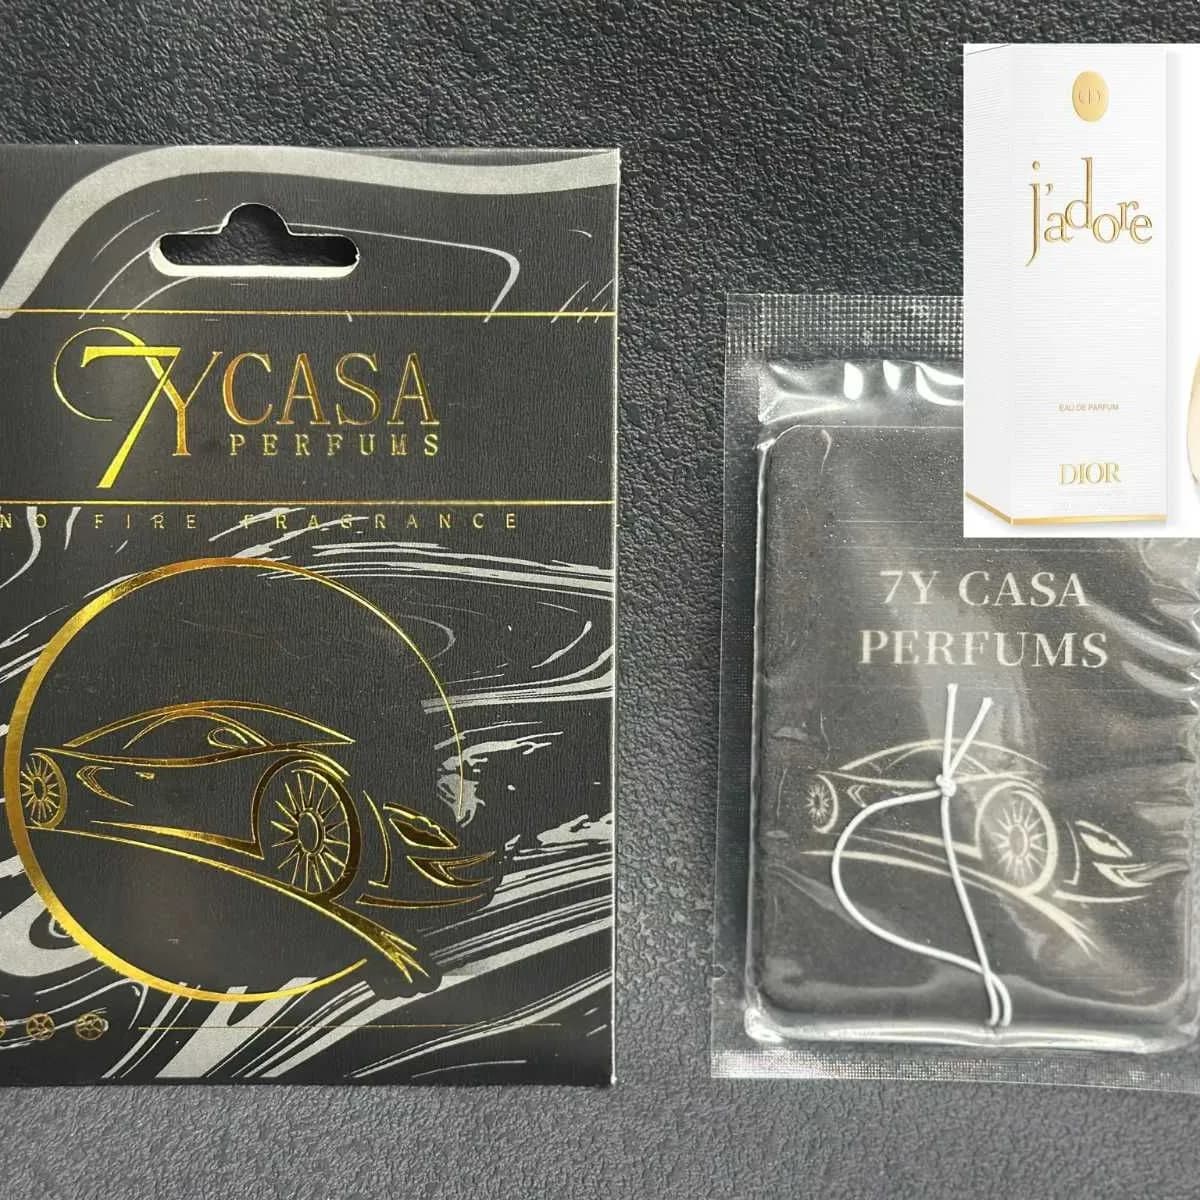 7YCASA
PERFUMS
NO FIRE FRAGRANCE
j'adore
EAU DE PARFUM
DIOR
7Y CASA
PERFUMS